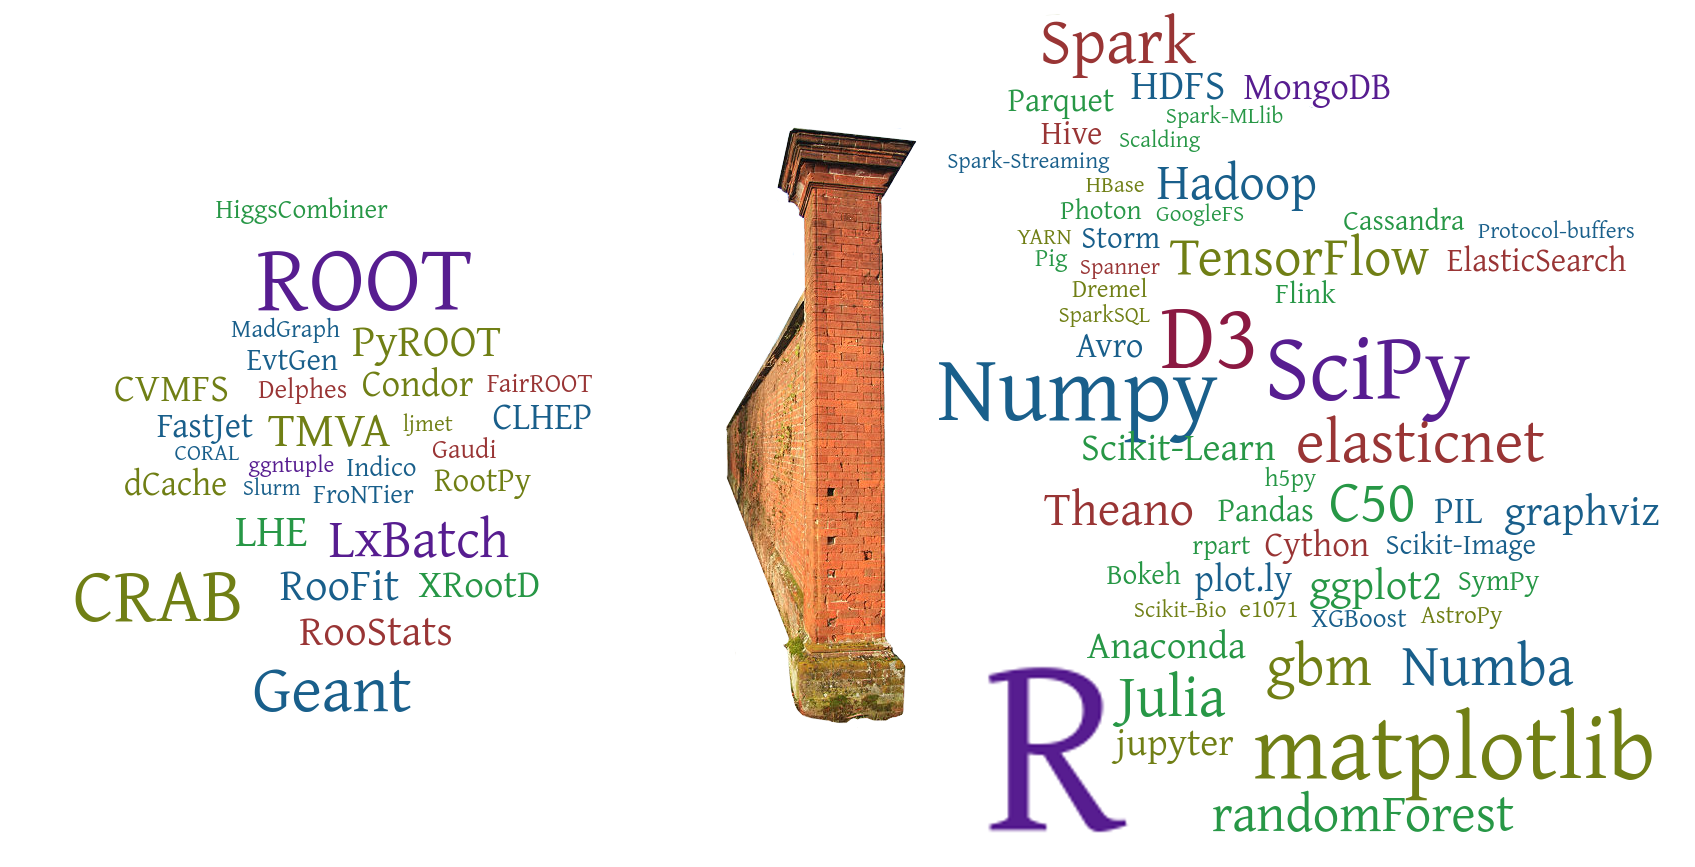 HiggsCombiner
ROOT
MadGraph PyROOT
EvtGen
CVMFS Delphes Condor FairROOT
FastJet TMVA ljmet CLHEP
CORAL ggntuple Indico Gaudi
dCache Slurm FroNTier RootPy
LHE LxBatch
CRAB RooFit XRootD
RooStats
Geant
Spark
Parquet HDFS MongoDB
Spark-MLlib
Hive Scalding
Spark-Streaming
HBase Hadoop
Photon GoogleFS Cassandra Protocol-buffers
YARN Storm TensorFlow ElasticSearch
Pig Spanner
Dremel Flink
SparkSQL
Avro D3 SciPy
Numpy
Scikit-Learn elasticnet
h5py
Theano Pandas C50 PIL graphviz
rpart Cython Scikit-Image
Bokeh plot.ly ggplot2 SymPy
Scikit-Bio e1071 XGBoost AstroPy
Anaconda gbm Numba
R Julia
jupyter matplotlib
randomForest